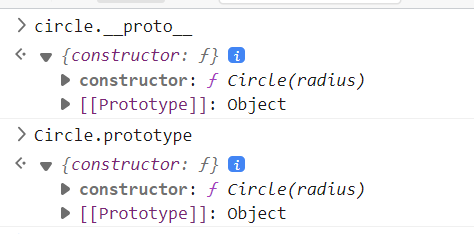 circle.__proto__
{constructor: ƒ} i
constructor: ƒ Circle(radius)
[[Prototype]]: Object
Circle.prototype
{constructor: ƒ} i
constructor: ƒ Circle(radius)
[[Prototype]]: Object